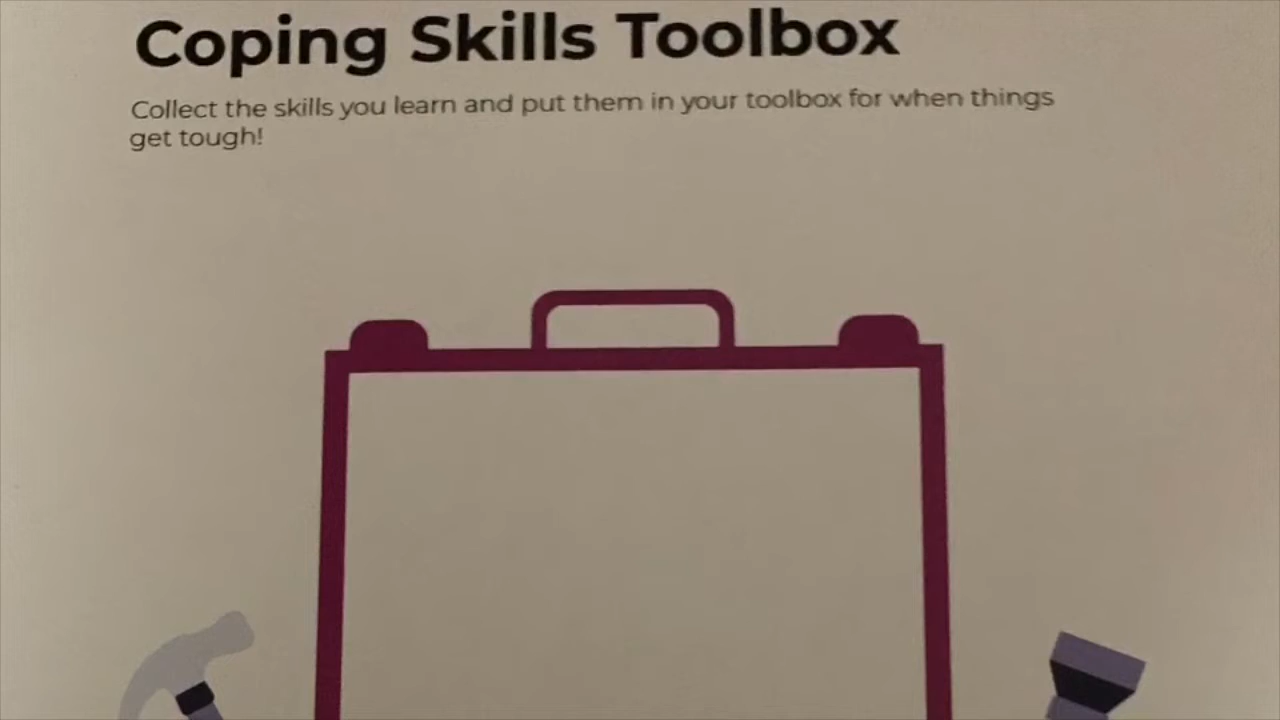 Coping Skills Toolbox
Collect the skills you learn and put them in your toolbox for when things
get tough!